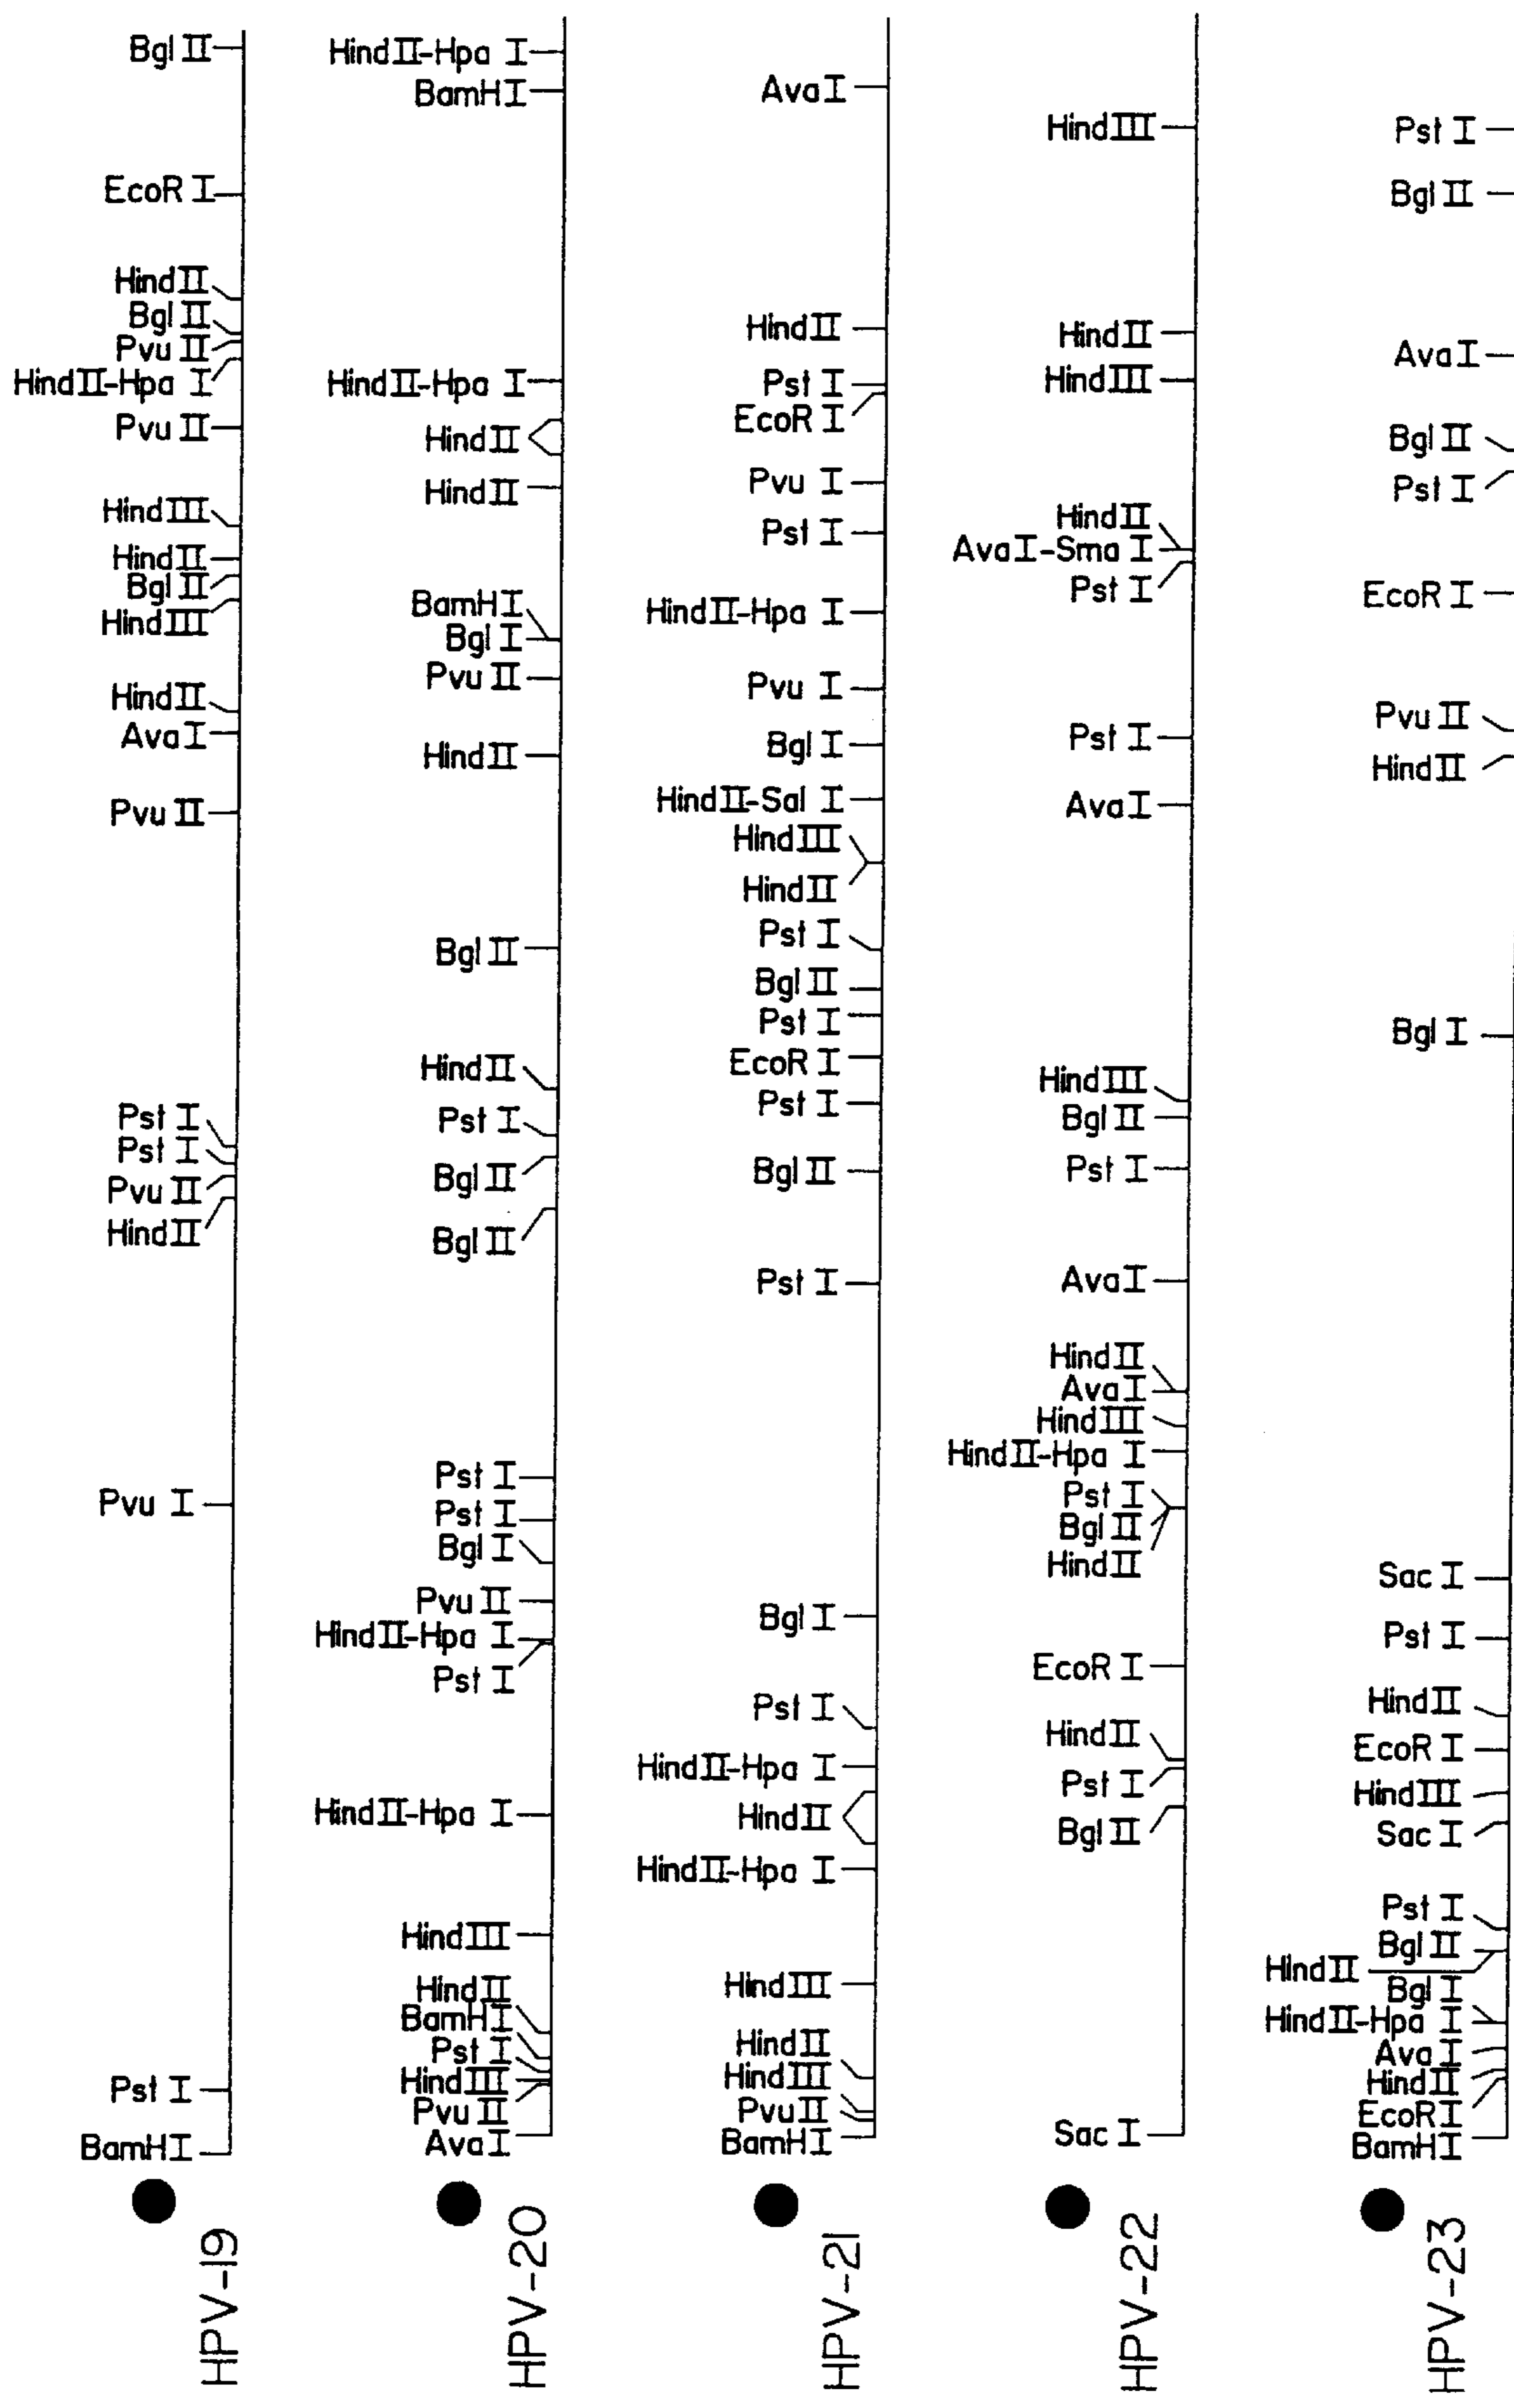 Bgl II
EcoR I
Hind II
Bgl II
Pvu II
Hind II-Hpa I
Pvu II
Hind III
Hind II
Bgl II
Hind III
Hind II
Ava I
Pvu II
Pst I
Pst I
Pvu II
Hind II
Pvu I
Pst I
BamH I
HPV-19
Hind II-Hpa I
BamH I
Hind II-Hpa I
Hind II
Hind II
BamH I
Bgl I
Pvu II
Hind II
Bgl II
Hind II
Pst I
Bgl II
Bgl II
Pst I
Pst I
Bgl I
Pvu II
Hind II-Hpa I
Pst I
Hind II-Hpa I
Hind III
Hind II
BamH I
Pst I
Hind III
Pvu II
Ava I
HPV-20
Ava I
Hind II
Pst I
EcoR I
Pvu I
Pst I
Hind II-Hpa I
Pvu I
Bgl I
Hind II-Sal I
Hind III
Hind II
Pst I
Bgl II
Pst I
EcoR I
Pst I
Bgl II
Pst I
Bgl I
Pst I
Hind II-Hpa I
Hind II
Hind II-Hpa I
Hind III
Hind II
Hind III
Pvu II
BamH I
HPV-21
Hind III
Hind II
Hind III
Hind II
Ava I-Sma I
Pst I
Pst I
Ava I
Hind III
Bgl II
Pst I
Ava I
Hind II
Ava I
Hind III
Hind II-Hpa I
Pst I
Bgl II
Hind II
EcoR I
Hind II
Pst I
Bgl II
Sac I
HPV-22
Pst I
Bgl II
Ava I
Bgl II
Pst I
EcoR I
Pvu II
Hind II
Bgl I
Sac I
Pst I
Hind II
EcoR I
Hind III
Sac I
Pst I
Bgl II
Hind II
Bgl I
Hind II-Hpa I
Ava I
Hind II
EcoR I
BamH I
HPV-23